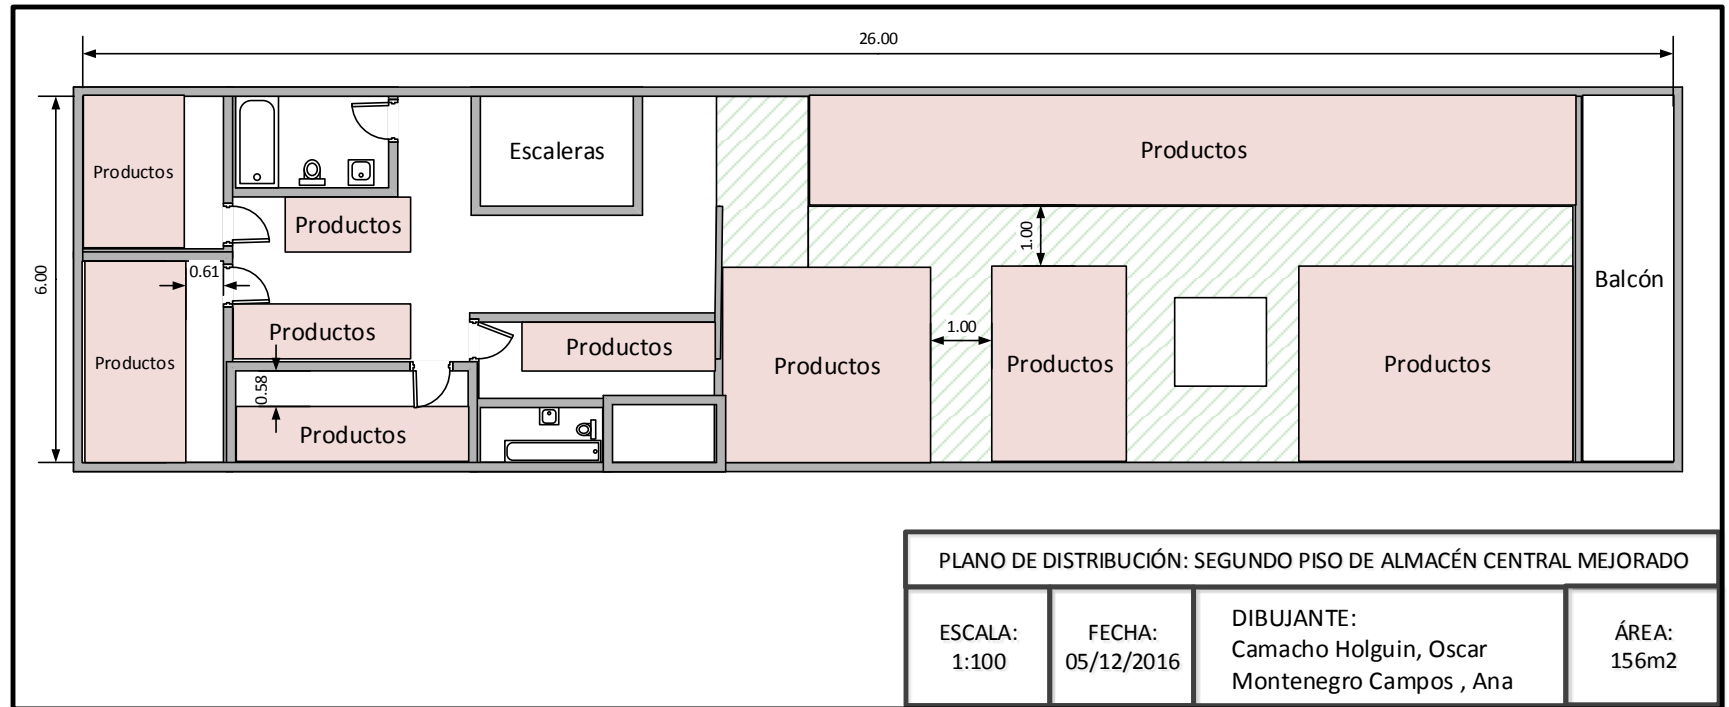 26.00
6.00
Productos
Escaleras
Productos
Productos
1.00
0.61
Balcón
Productos
Productos
1.00
Productos
Productos
Productos
Productos
Productos
0.58
Productos
PLANO DE DISTRIBUCIÓN: SEGUNDO PISO DE ALMACÉN CENTRAL MEJORADO
ESCALA:
1:100
FECHA:
05/12/2016
DIBUJANTE:
Camacho Holguin, Oscar
Montenegro Campos , Ana
ÁREA:
156m2